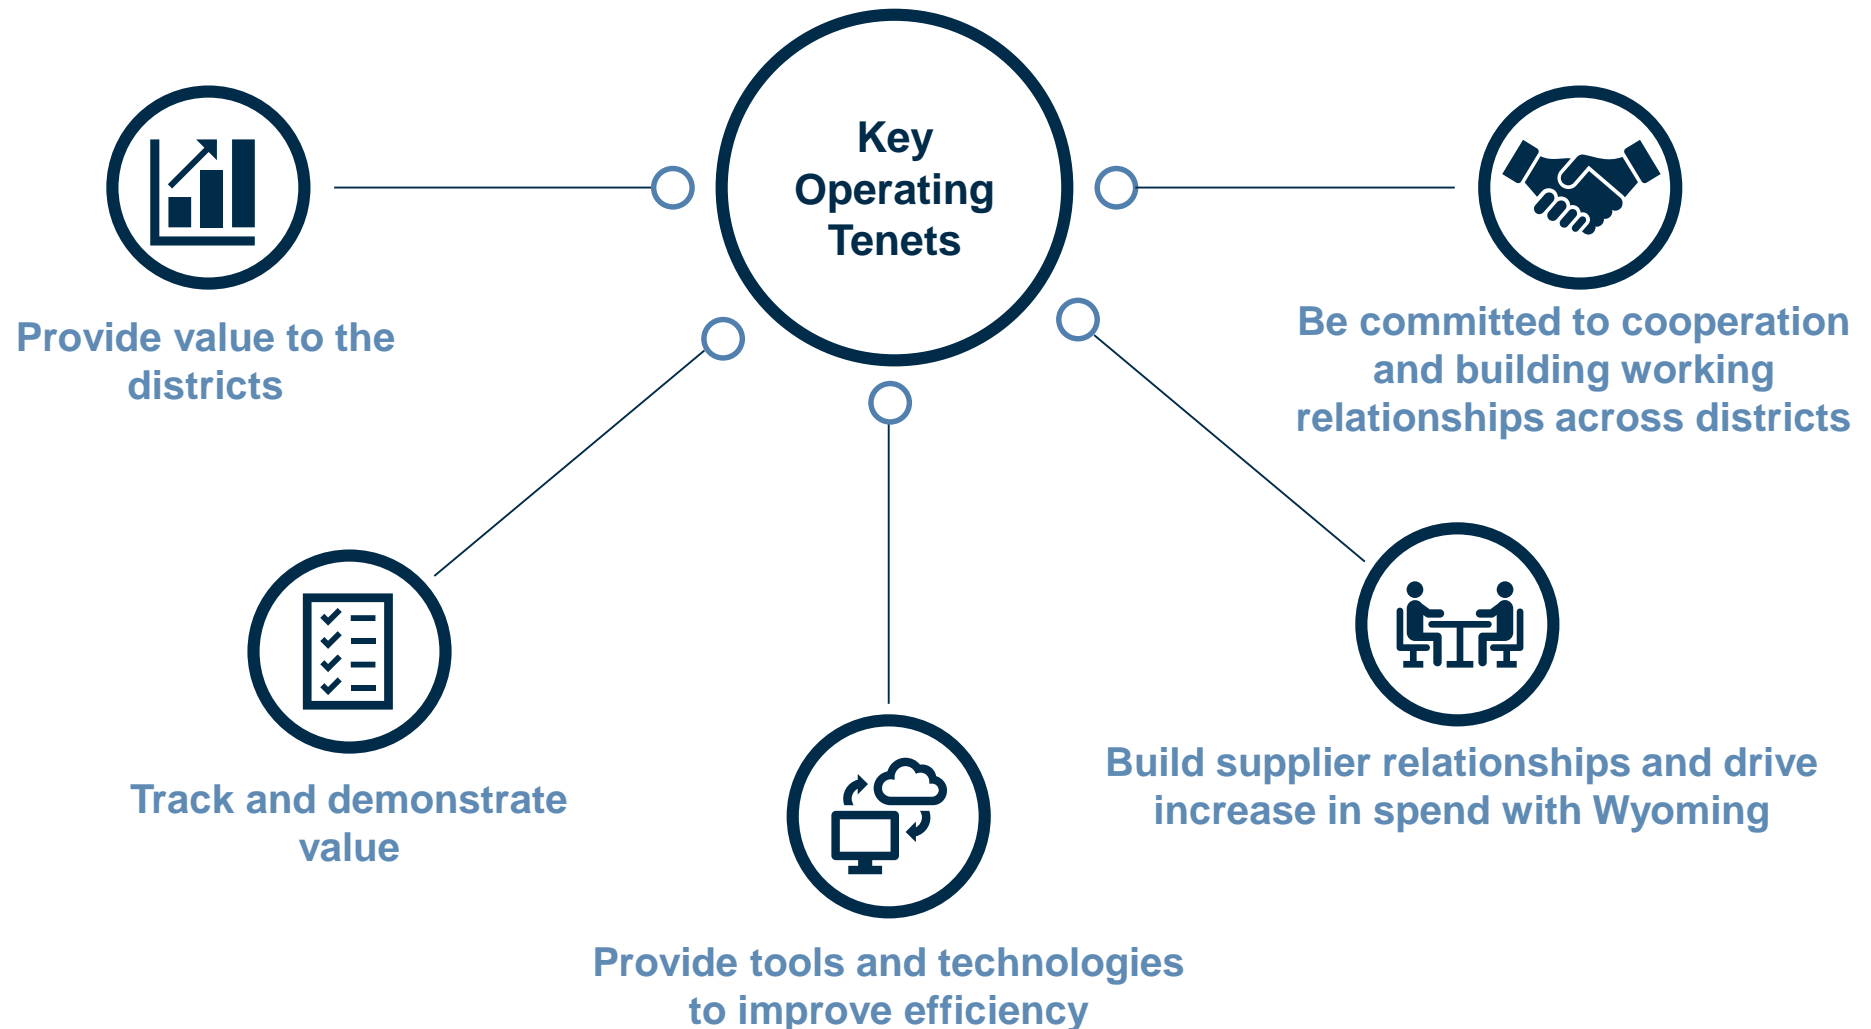 Key
Operating
Tenets
Provide value to the
districts
Track and demonstrate
value
Provide tools and technologies
to improve efficiency
Build supplier relationships and drive
increase in spend with Wyoming
Be committed to cooperation
and building working
relationships across districts